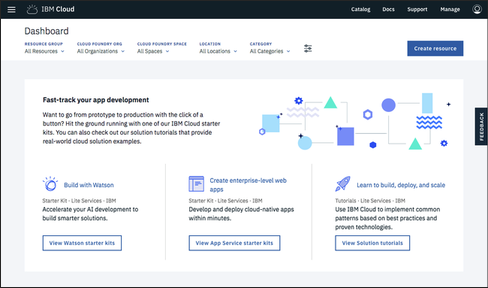 IBM Cloud
Catalog Docs Support Manage
Dashboard
RESOURCE GROUP CLOUD FOUNDRY ORG CLOUD FOUNDRY SPACE LOCATION CATEGORY
All Resources All Organizations All Spaces All Locations All Categories
Create resource
FEEDBACK
Fast-track your app development
Want to go from prototype to production with the click of a
button? Hit the ground running with one of our IBM Cloud starter
kits. You can also check out our solution tutorials that provide
real-world cloud solution examples.
Build with Watson
Starter Kit · Lite Services · IBM
Accelerate your AI development to
build smarter solutions.
View Watson starter kits
Create enterprise-level web
apps
Starter Kit · Lite Services · IBM
Develop and deploy cloud-native apps
within minutes.
View App Service starter kits
Learn to build, deploy, and scale
Tutorials · Lite Services · IBM
Use IBM Cloud to implement common
patterns based on best practices and
proven technologies.
View Solution tutorials